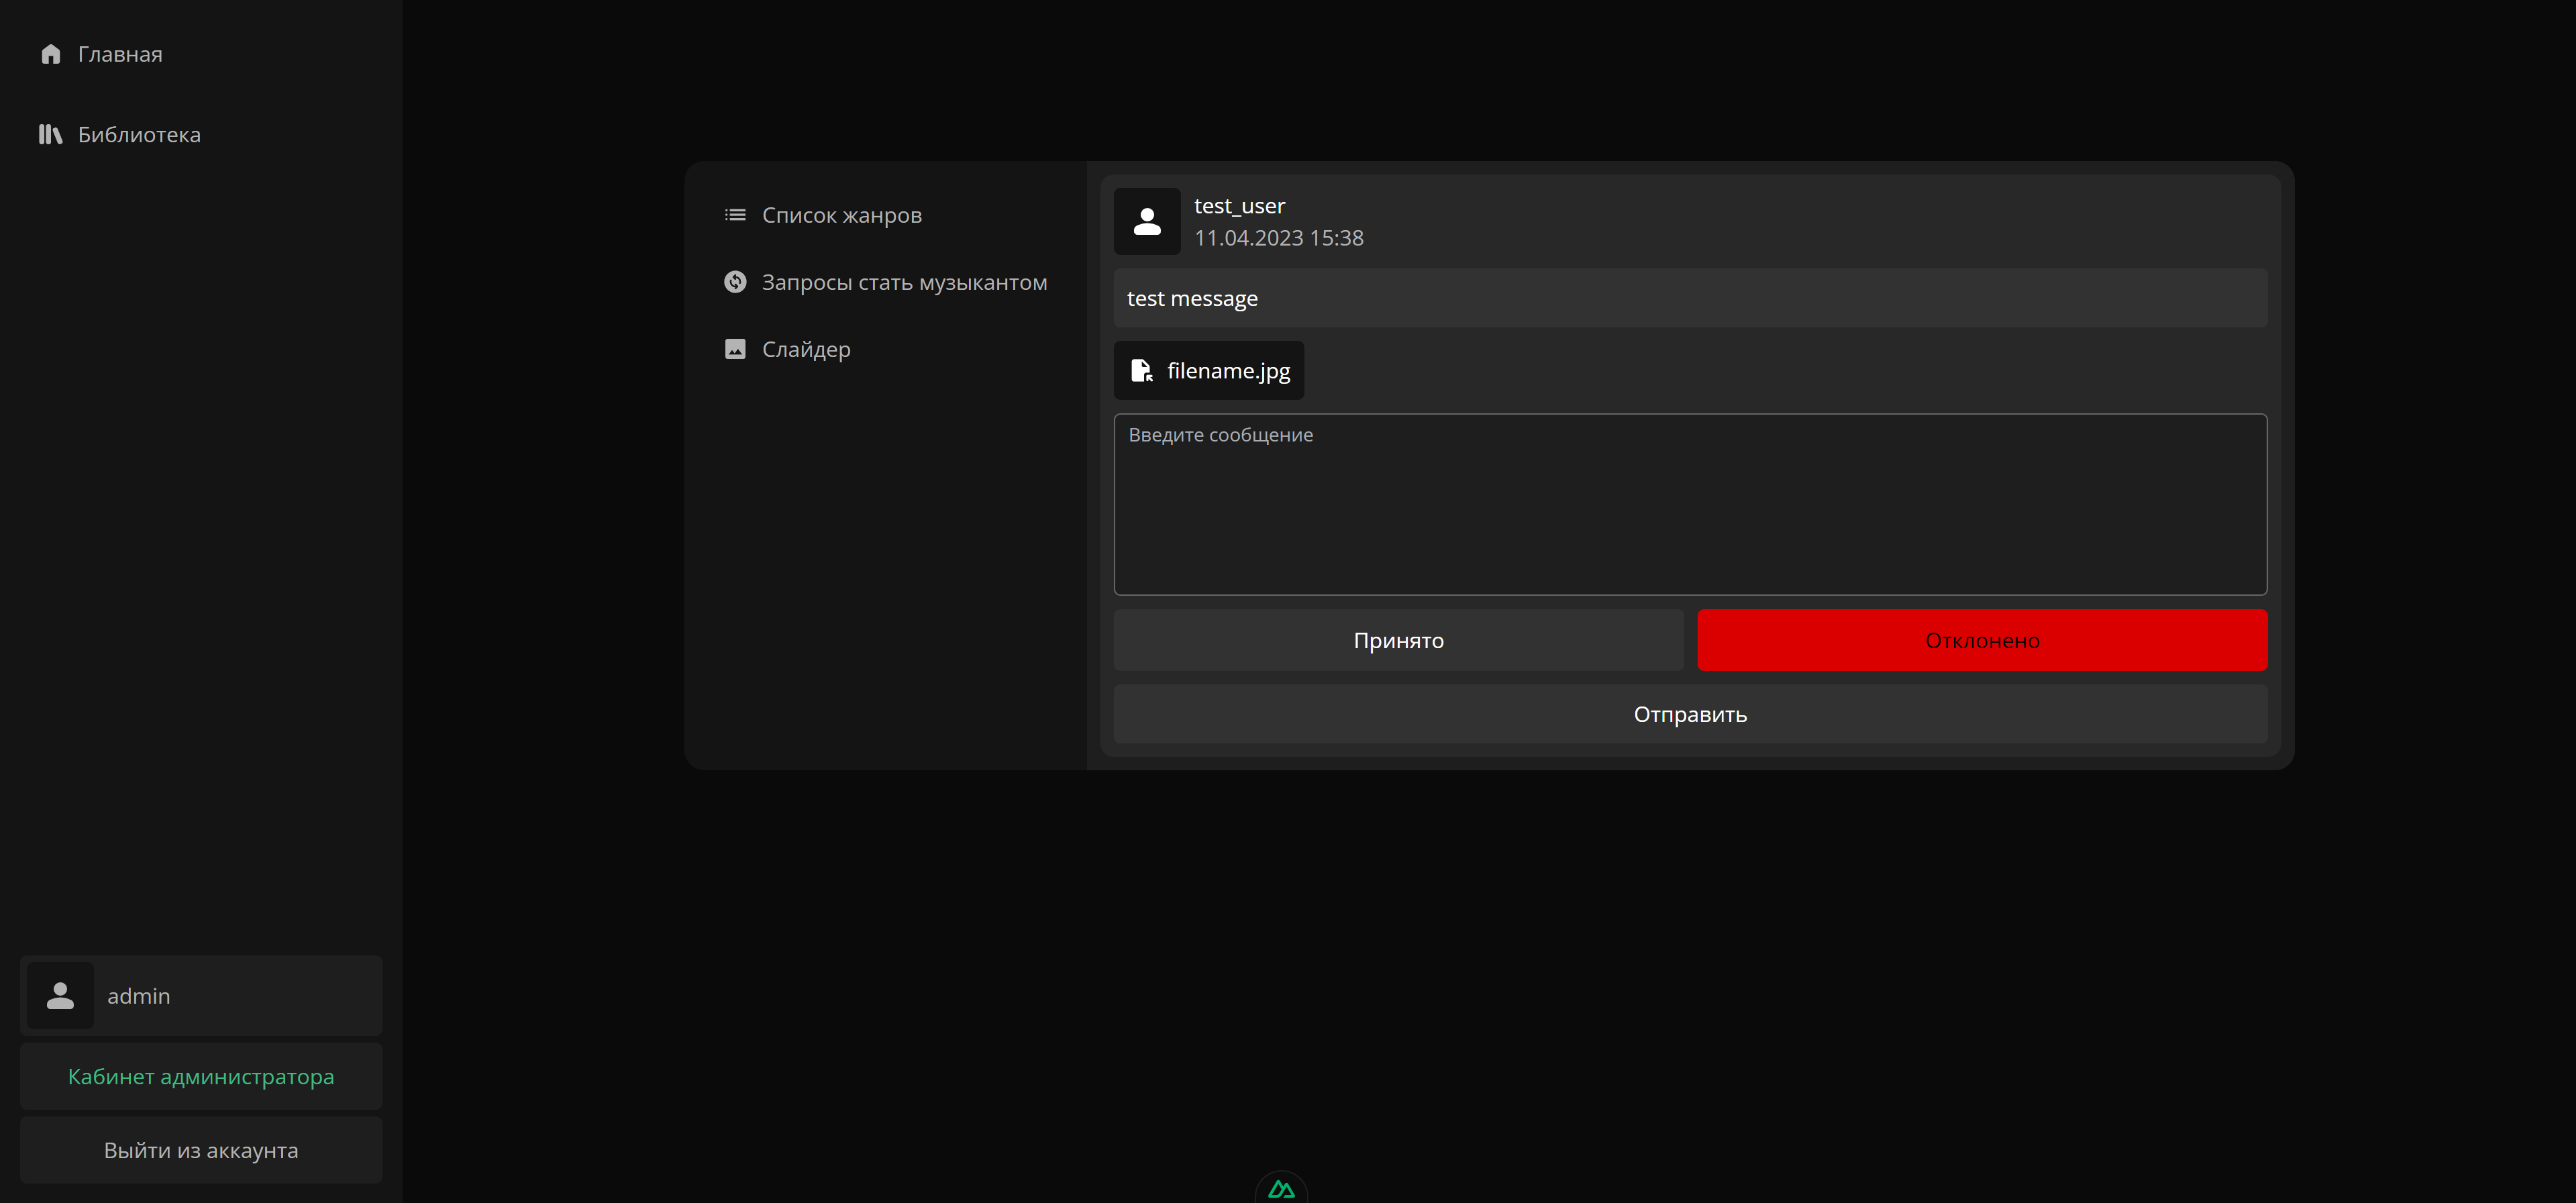 Главная
Библиотека
Список жанров
Запросы стать музыкантом
Слайдер
test_user
11.04.2023 15:38
test message
filename.jpg
Введите сообщение
Принято
Отклонено
Отправить
admin
Кабинет администратора
Выйти из аккаунта